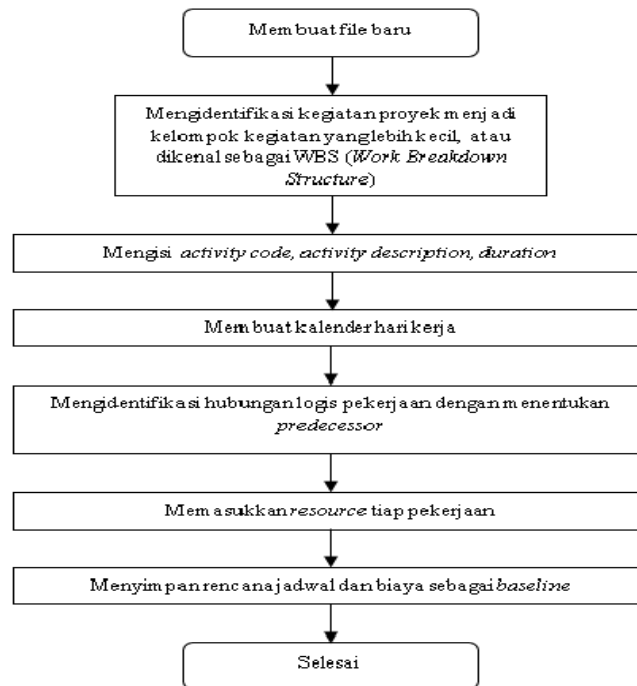 Membuat file baru
Mengidentifikasi kegiatan proyek menjadi
kelompok kegiatan yang lebih kecil, atau
dikenal sebagai WBS (Work Breakdown
Structure)
Mengisi activity code, activity description, duration
Membuat kalender hari kerja
Mengidentifikasi hubungan logis pekerjaan dengan menentukan
predecessor
Memasukkan resource tiap pekerjaan
Menyimpan rencana jadwal dan biaya sebagai baseline
Selesai